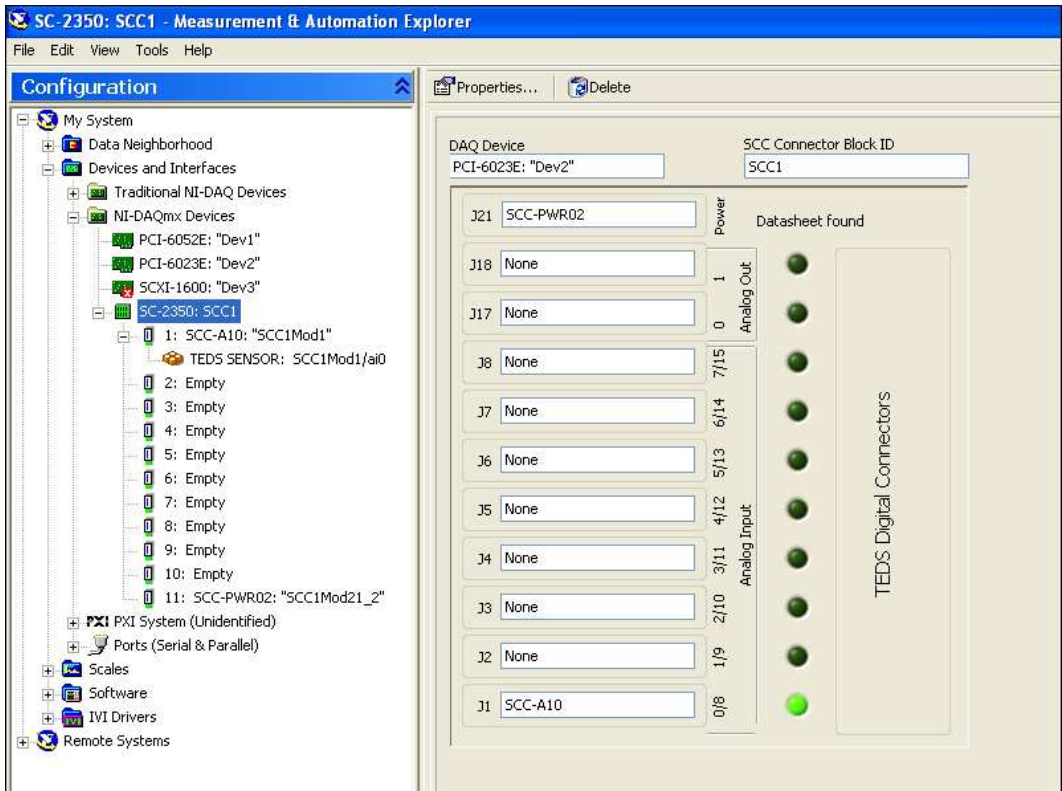 SC-2350: SCC1 - Measurement & Automation Explorer
File Edit View Tools Help
Configuration
My System
Data Neighborhood
Devices and Interfaces
Traditional NI-DAQ Devices
NI-DAQmx Devices
PCI-6052E: "Dev1"
PCI-6023E: "Dev2"
SCXI-1600: "Dev3"
SC-2350: SCC1
1: SCC-A10: "SCC1Mod1"
TEDS SENSOR: SCC1Mod1/ai0
2: Empty
3: Empty
4: Empty
5: Empty
6: Empty
7: Empty
8: Empty
9: Empty
10: Empty
11: SCC-PWR02: "SCC1Mod21_2"
PXI PXI System (Unidentified)
Ports (Serial & Parallel)
Scales
Software
IVI IVI Drivers
Remote Systems
Properties... Delete
DAQ Device SCC Connector Block ID
PCI-6023E: "Dev2" SCC1
J21 SCC-PWR02 Power Datasheet found
J18 None 1
Analog Out
J17 None 0
J8 None 7/15
J7 None 6/14
J6 None 5/13
J5 None 4/12
Analog Input
J4 None 3/11
J3 None 2/10
J2 None 1/9
J1 SCC-A10 0/8
TEDS Digital Connectors